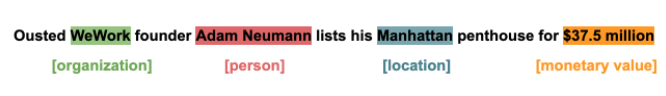 Ousted WeWork founder Adam Neumann lists his Manhattan penthouse for $37.5 million
[organization] [person] [location] [monetary value]